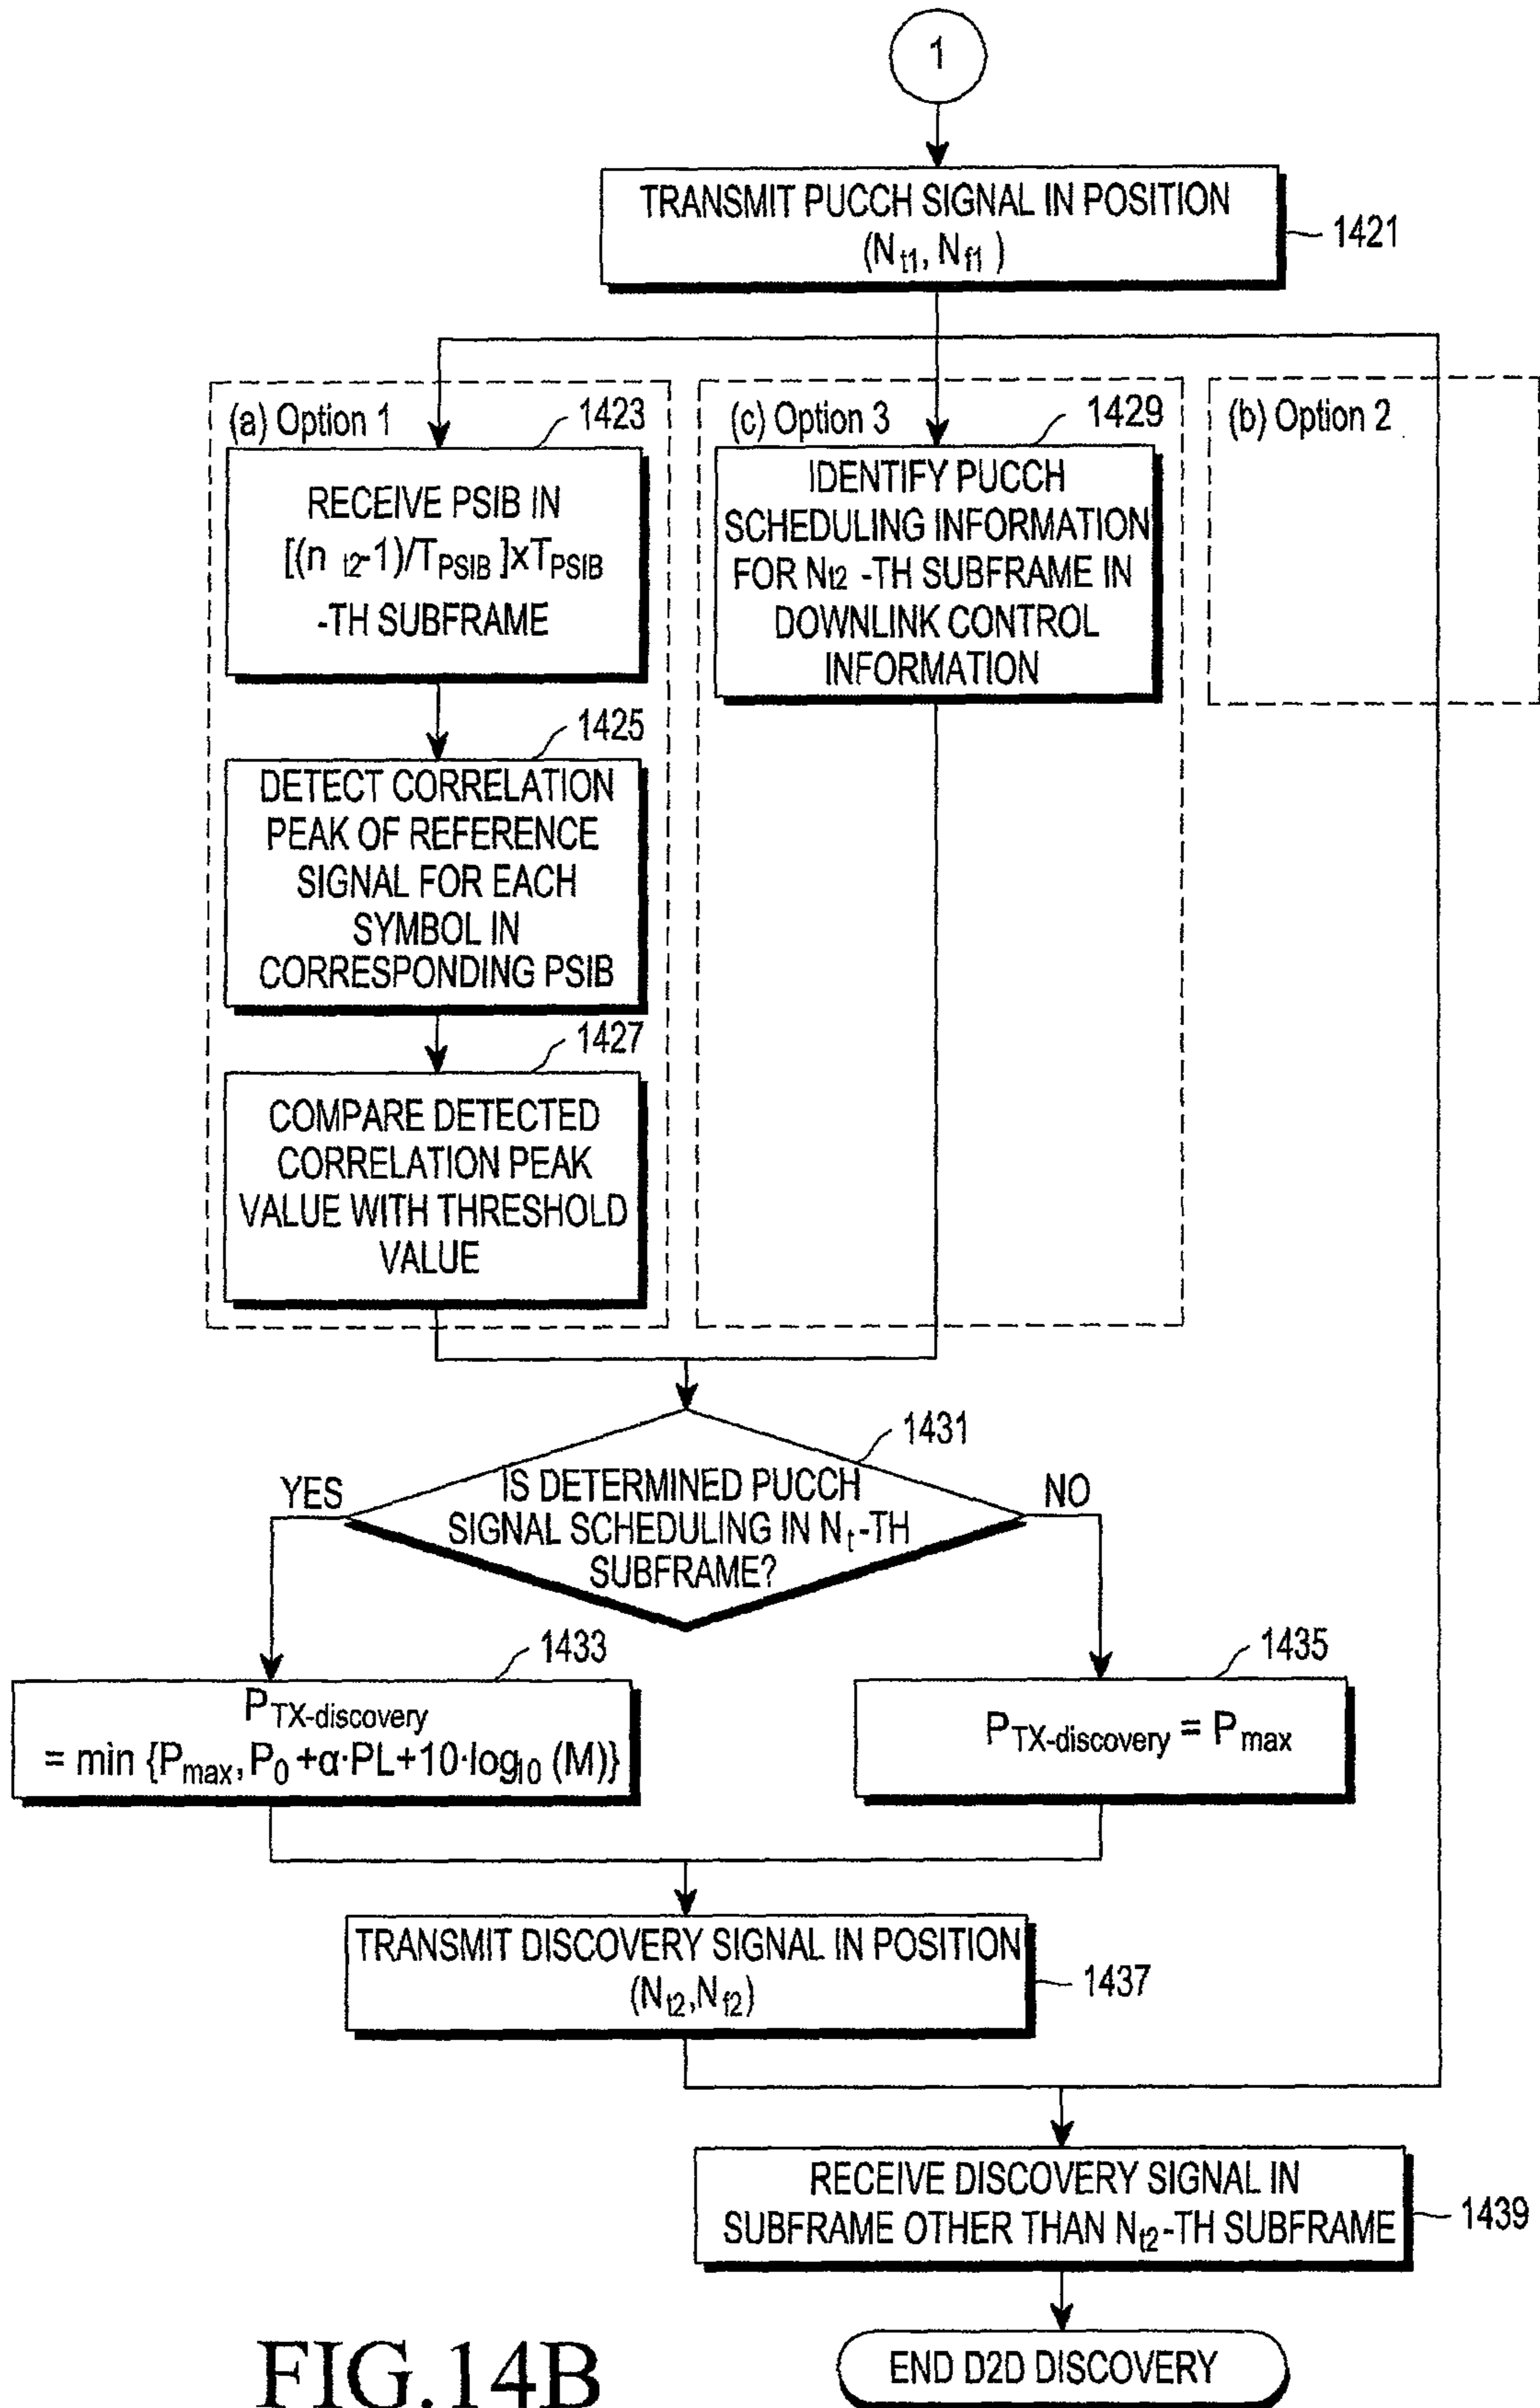 1
TRANSMIT PUCCH SIGNAL IN POSITION
(Nt1, Nf1 )
1421
(a) Option 1
1423
RECEIVE PSIB IN
[(n t2-1)/TPSIB ]xTPSIB
-TH SUBFRAME
1425
DETECT CORRELATION
PEAK OF REFERENCE
SIGNAL FOR EACH
SYMBOL IN
CORRESPONDING PSIB
1427
COMPARE DETECTED
CORRELATION PEAK
VALUE WITH THRESHOLD
VALUE
(c) Option 3
1429
IDENTIFY PUCCH
SCHEDULING INFORMATION
FOR Nt2 -TH SUBFRAME IN
DOWNLINK CONTROL
INFORMATION
(b) Option 2
1431
IS DETERMINED PUCCH
SIGNAL SCHEDULING IN Nt-TH
SUBFRAME?
YES
NO
1433
PTX-discovery
= min {Pmax, P0 +α·PL+10·log10 (M)}
1435
PTX-discovery = Pmax
TRANSMIT DISCOVERY SIGNAL IN POSITION
(Nt2,Nf2)
1437
RECEIVE DISCOVERY SIGNAL IN
SUBFRAME OTHER THAN Nt2-TH SUBFRAME
1439
END D2D DISCOVERY
FIG.14B